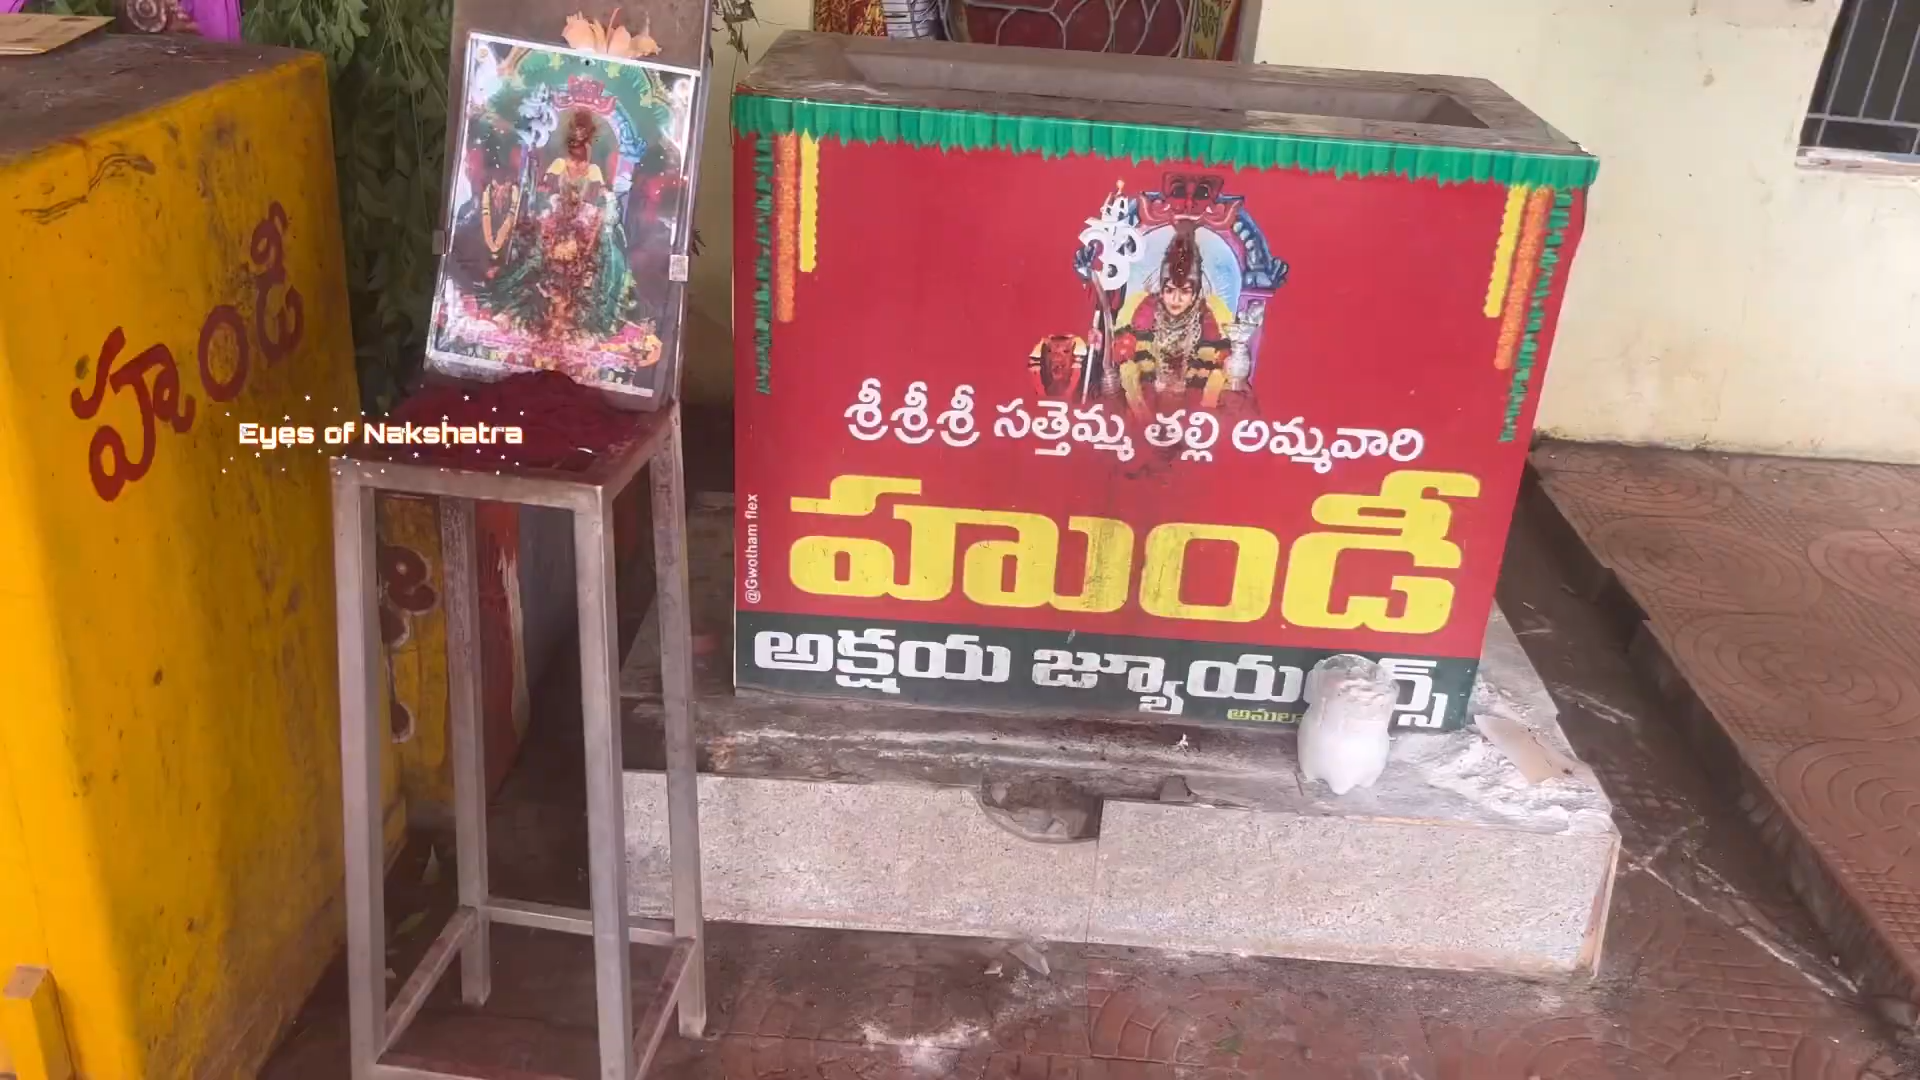 హుండి
Eyes of Nakshatra
శ్రీశ్రీశ్రీ సత్తెమ్మ తల్లి అమ్మవారి
హుండీ
@Gwotham flex
అక్షయ